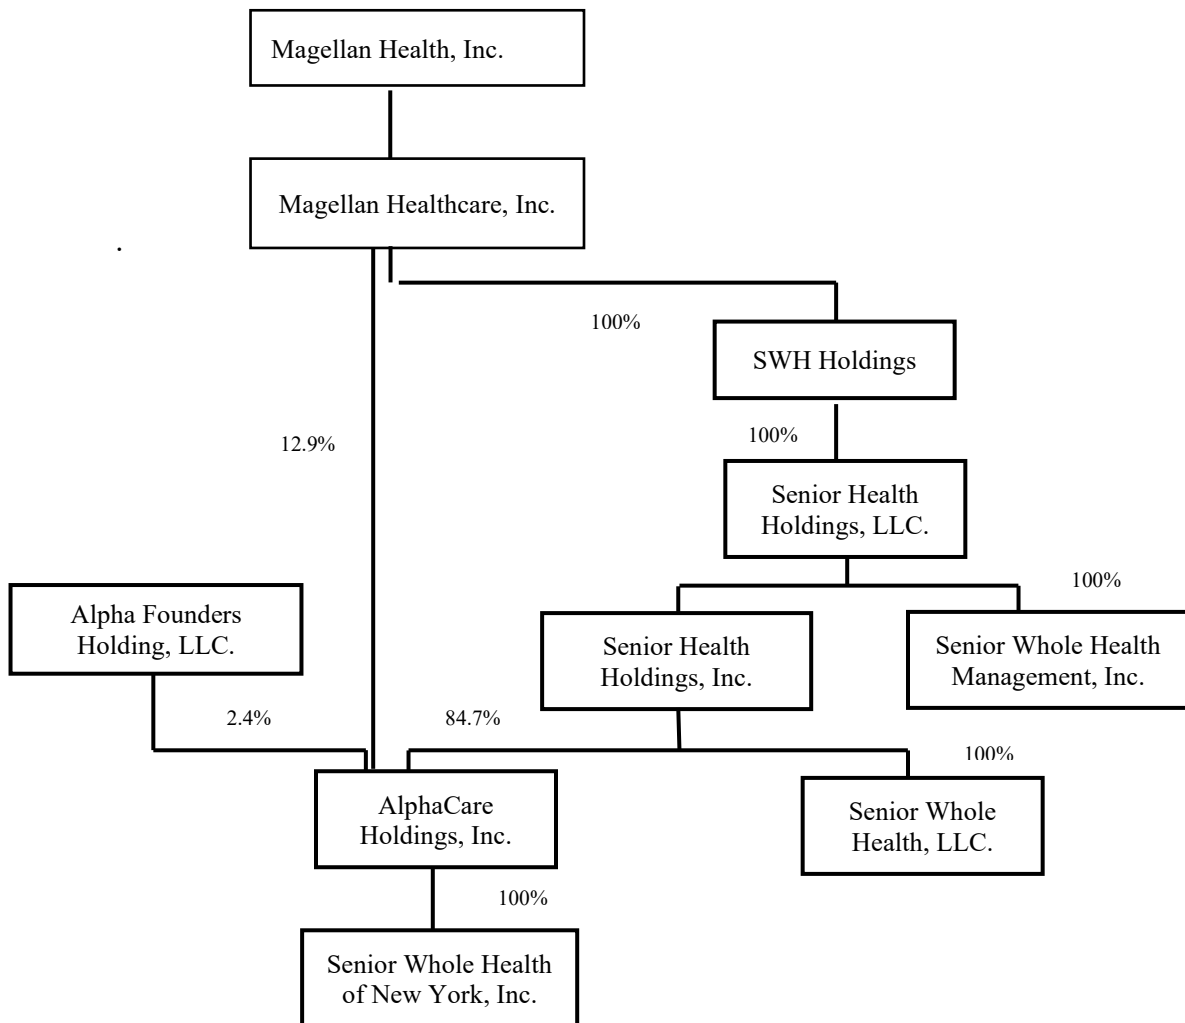 Magellan Health, Inc.
Magellan Healthcare, Inc.
.
100%
SWH Holdings
12.9%
100%
Senior Health
Holdings, LLC.
100%
Alpha Founders
Holding, LLC.
Senior Health
Holdings, Inc.
Senior Whole Health
Management, Inc.
2.4%
84.7%
100%
AlphaCare
Holdings, Inc.
Senior Whole
Health, LLC.
100%
Senior Whole Health
of New York, Inc.